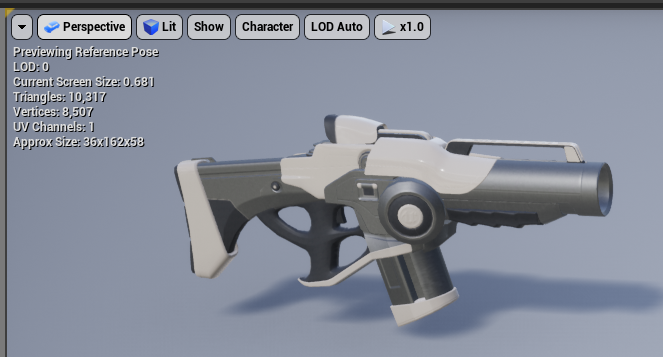 Perspective Lit Show Character LOD Auto x1.0
Previewing Reference Pose
LOD: 0
Current Screen Size: 0.681
Triangles: 10,317
Vertices: 8,507
UV Channels: 1
Approx Size: 36x162x58